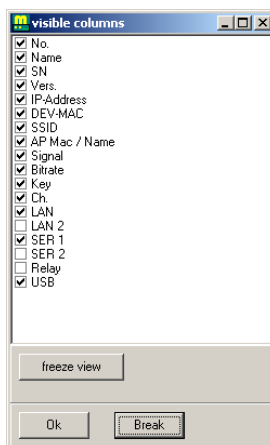 visible columns
No.
Name
SN
Vers.
IP-Address
DEV-MAC
SSID
AP Mac / Name
Signal
Bitrate
Key
Ch.
LAN
LAN 2
SER 1
SER 2
Relay
USB
freeze view
Ok
Break